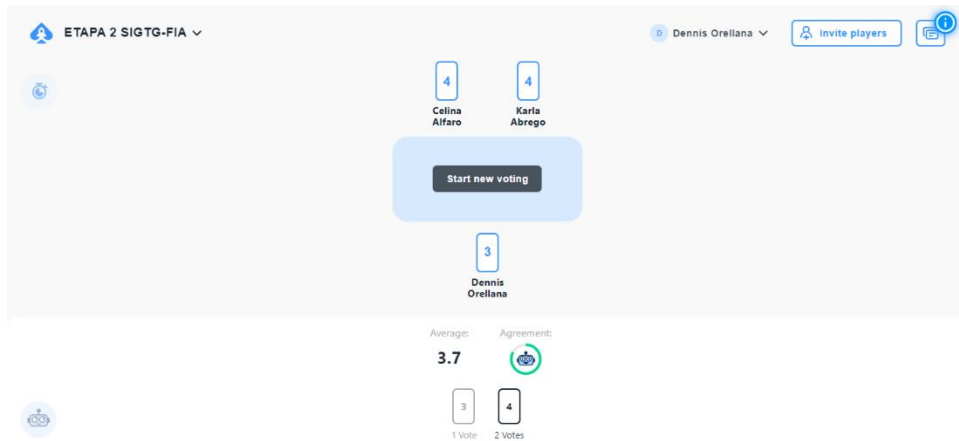 ETAPA 2 SIGTG-FIA
D Dennis Orellana
Invite players
4
4
Celina
Alfaro
Karla
Abrego
Start new voting
3
Dennis
Orellana
Average:
Agreement:
3.7
3
4
1 Vote
2 Votes